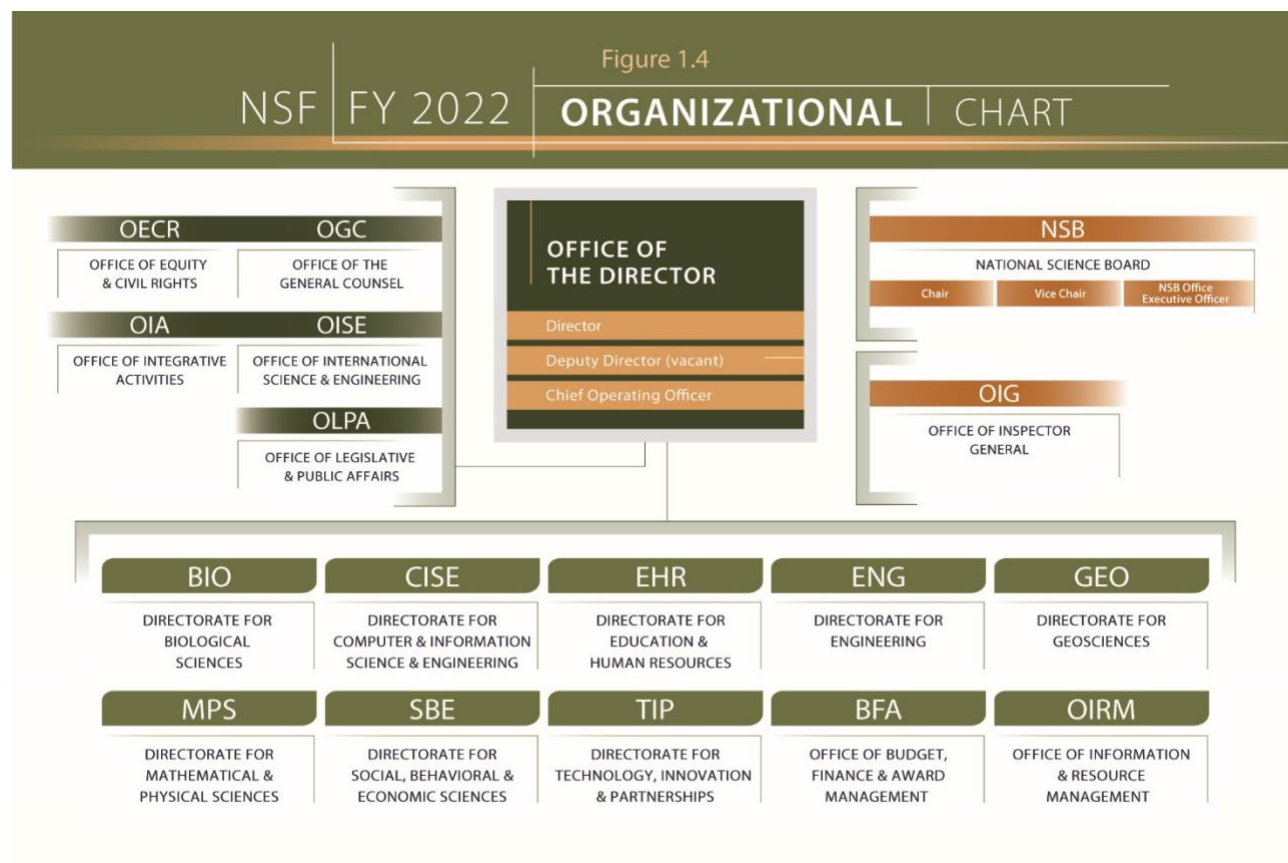 Figure 1.4
NSF FY 2022 ORGANIZATIONAL CHART
OECR
OFFICE OF EQUITY
& CIVIL RIGHTS
OGC
OFFICE OF THE
GENERAL COUNSEL
OIA
OFFICE OF INTEGRATIVE
ACTIVITIES
OISE
OFFICE OF INTERNATIONAL
SCIENCE & ENGINEERING
OLPA
OFFICE OF LEGISLATIVE
& PUBLIC AFFAIRS
OFFICE OF
THE DIRECTOR
Director
Deputy Director (vacant)
Chief Operating Officer
NSB
NATIONAL SCIENCE BOARD
Chair
Vice Chair
NSB Office
Executive Officer
OIG
OFFICE OF INSPECTOR
GENERAL
BIO
DIRECTORATE FOR
BIOLOGICAL
SCIENCES
CISE
DIRECTORATE FOR
COMPUTER & INFORMATION
SCIENCE & ENGINEERING
EHR
DIRECTORATE FOR
EDUCATION &
HUMAN RESOURCES
ENG
DIRECTORATE FOR
ENGINEERING
GEO
DIRECTORATE FOR
GEOSCIENCES
MPS
DIRECTORATE FOR
MATHEMATICAL &
PHYSICAL SCIENCES
SBE
DIRECTORATE FOR
SOCIAL, BEHAVIORAL &
ECONOMIC SCIENCES
TIP
DIRECTORATE FOR
TECHNOLOGY, INNOVATION
& PARTNERSHIPS
BFA
OFFICE OF BUDGET,
FINANCE & AWARD
MANAGEMENT
OIRM
OFFICE OF INFORMATION
& RESOURCE
MANAGEMENT